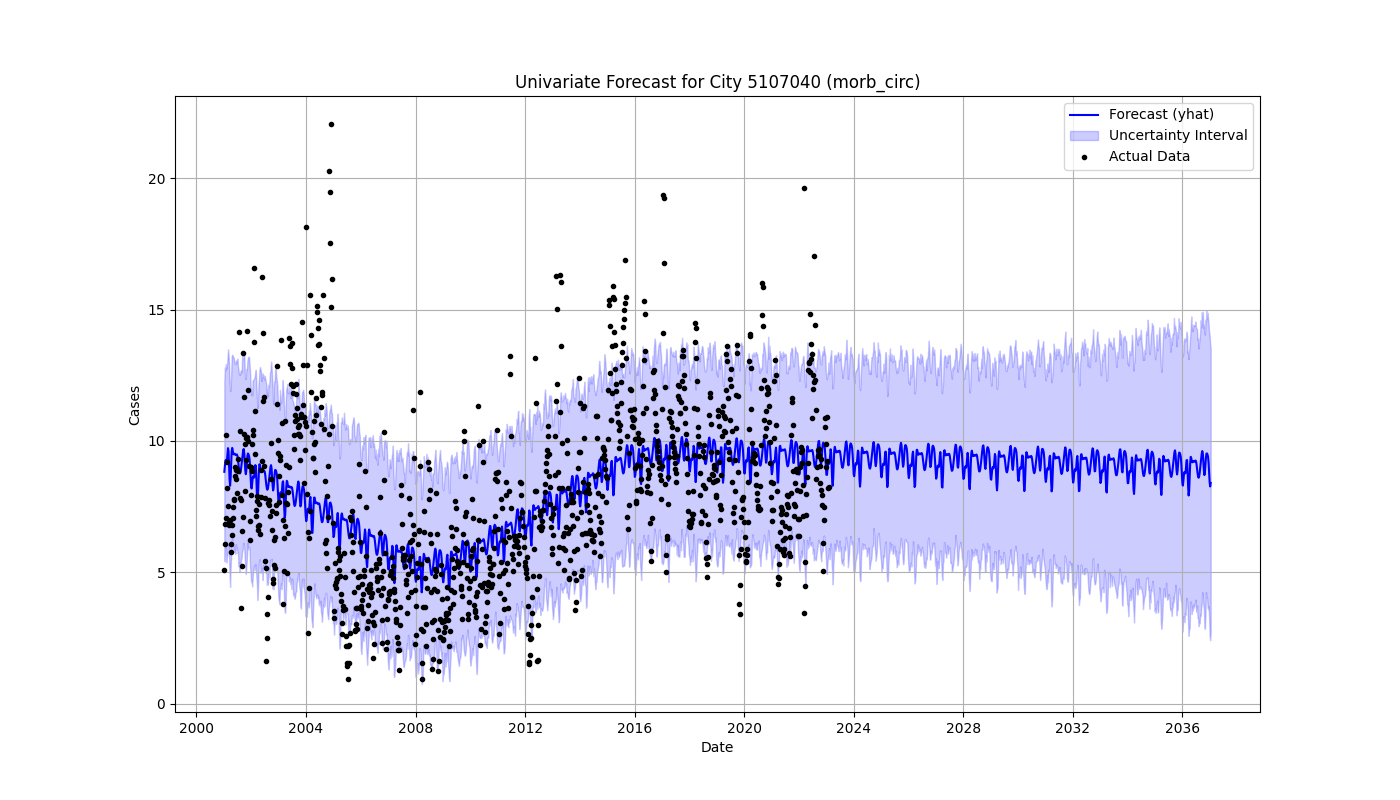 Univariate Forecast for City 5107040 (morb_circ)
Forecast (yhat)
Uncertainty Interval
Actual Data
Cases
20
15
10
5
0
2000 2004 2008 2012 2016 2020 2024 2028 2032 2036
Date